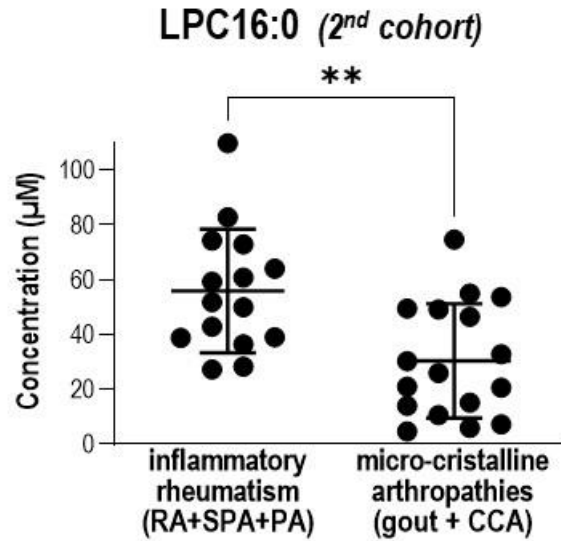 LPC16:0 (2nd cohort)
**
Concentration (µM)
100
80
60
40
20
0
inflammatory
rheumatism
(RA+SPA+PA)
micro-cristalline
arthropathies
(gout + CCA)